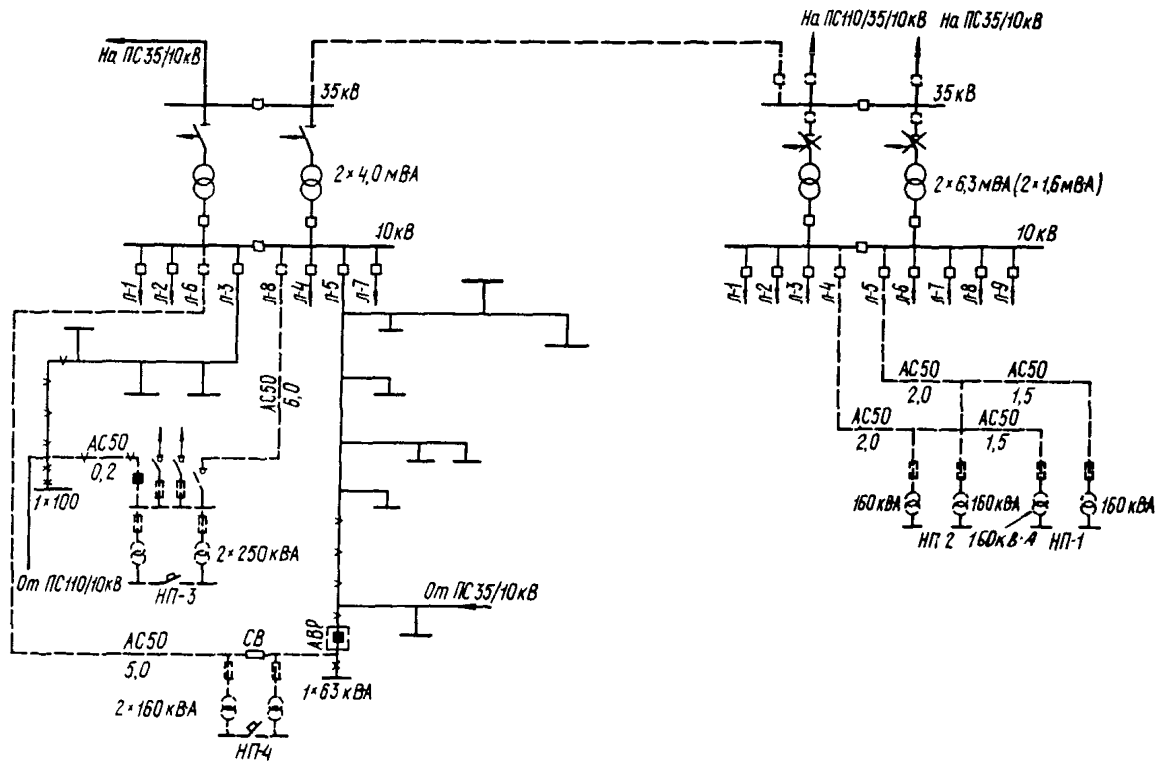 На ПС110/35/10кВ
На ПС35/10кВ
На ПС35/10кВ
35кВ
35кВ
2×4,0мВА
2×6,3мВА(2×1,6мВА)
10кВ
10кВ
Л-1
Л-2
Л-6
Л-3
Л-8
Л-4
Л-5
Л-7
Л-1
Л-2
Л-3
Л-4
Л-5
Л-6
Л-7
Л-8
Л-9
АС50
6,0
АС50
2,0
АС50
1,5
АС50
2,0
АС50
1,5
АС50
0,2
1×100
160кВА
160кВА
160кВА
НП-2
160кВ·А
НП-1
2×250кВА
От ПС110/10кВ
НП-3
От ПС35/10кВ
АВР
АС50
5,0
СВ
1×63кВА
2×160кВА
НП-4